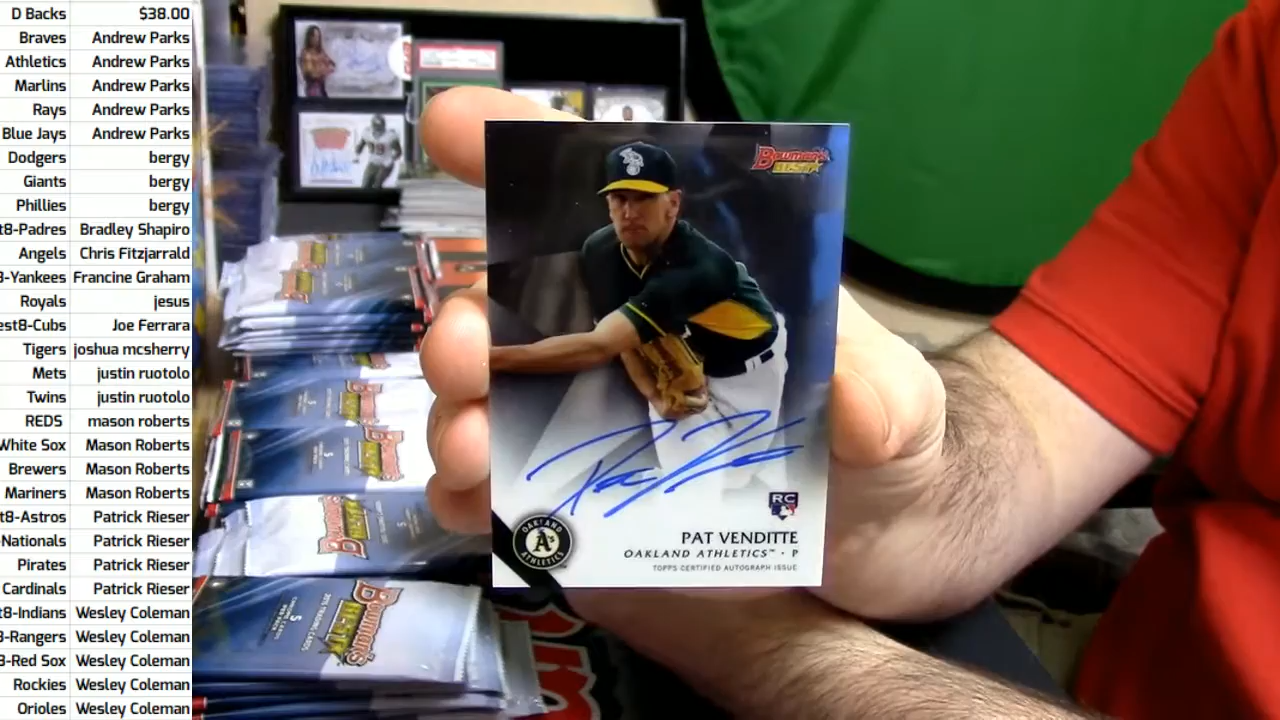 D Backs $38.00
Braves Andrew Parks
Athletics Andrew Parks
Marlins Andrew Parks
Rays Andrew Parks
Blue Jays Andrew Parks
Dodgers bergy
Giants bergy
Phillies bergy
t8-Padres Bradley Shapiro
Angels Chris Fitzjarrald
-Yankees Francine Graham
Royals jesus
est8-Cubs Joe Ferrara
Tigers joshua mcsherry
Mets justin ruotolo
Twins justin ruotolo
REDS mason roberts
White Sox Mason Roberts
Brewers Mason Roberts
Mariners Mason Roberts
t8-Astros Patrick Rieser
-Nationals Patrick Rieser
Pirates Patrick Rieser
Cardinals Patrick Rieser
t8-Indians Wesley Coleman
-Rangers Wesley Coleman
-Red Sox Wesley Coleman
Rockies Wesley Coleman
Orioles Wesley Coleman
Bowman's
BEST
RC
OAKLAND
A's
ATHLETICS
PAT VENDITTE
OAKLAND ATHLETICS™ • P
TOPPS CERTIFIED AUTOGRAPH ISSUE
Bowman's
BEST
5